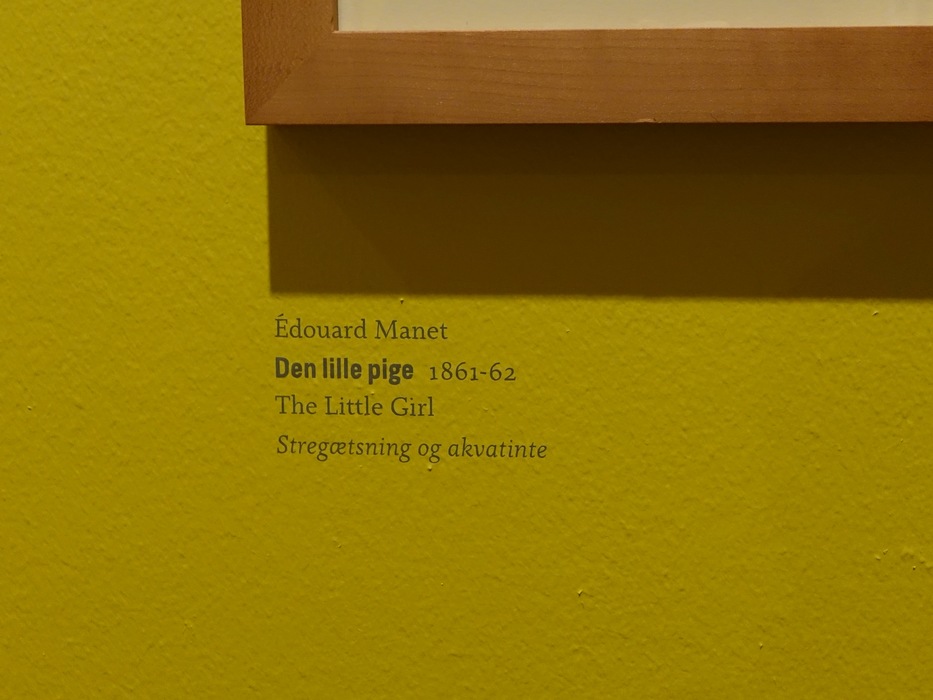 Édouard Manet
Den lille pige 1861-62
The Little Girl
Stregætsning og akvatinte